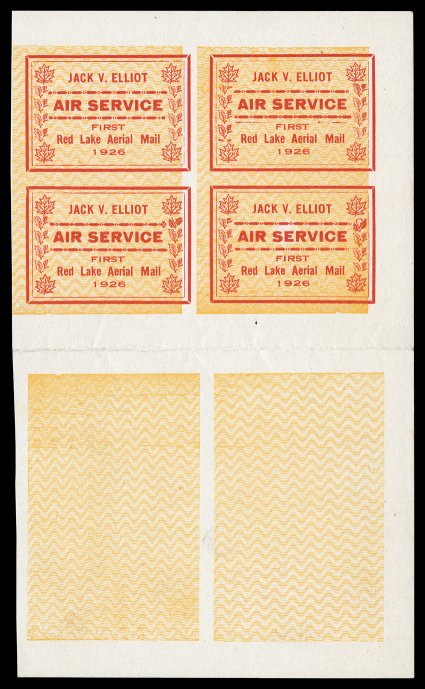 JACK V. ELLIOT
AIR SERVICE
FIRST
Red Lake Aerial Mail
1926
JACK V. ELLIOT
AIR SERVICE
FIRST
Red Lake Aerial Mail
1926
JACK V. ELLIOT
AIR SERVICE
FIRST
Red Lake Aerial Mail
1926
JACK V. ELLIOT
AIR SERVICE
FIRST
Red Lake Aerial Mail
1926